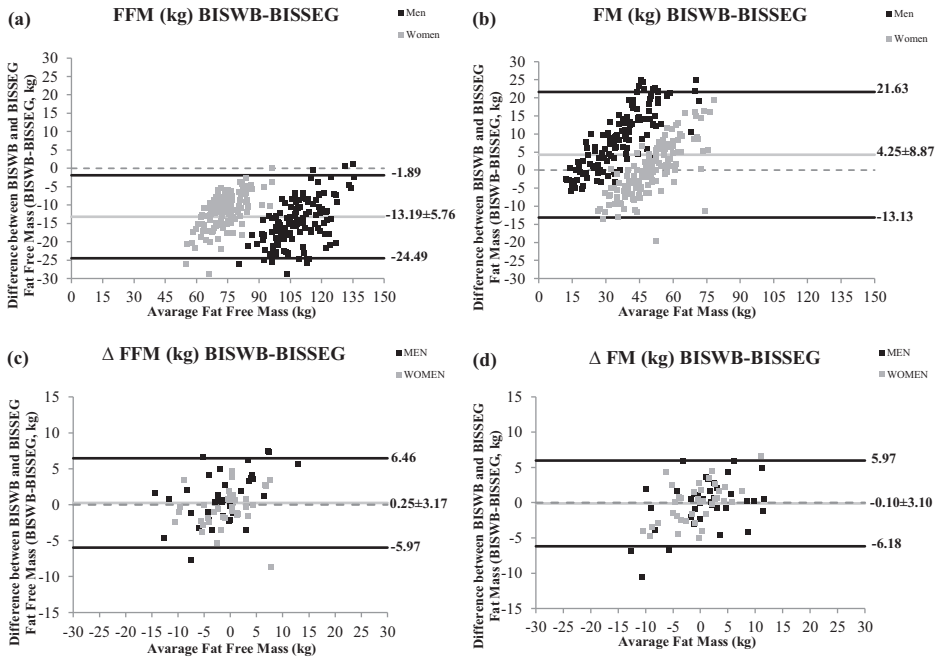 (a)
FFM (kg) BISWB-BISSEG
Men
Women
Difference between BISWB and BISSEG
Fat Free Mass (BISWB-BISSEG, kg)
30
25
20
15
10
5
0
-5
-10
-15
-20
-25
-30
-1.89
-13.19±5.76
-24.49
0 15 30 45 60 75 90 105 120 135 150
Avarage Fat Free Mass (kg)
(b)
FM (kg) BISWB-BISSEG
Men
Women
Difference between BISWB and BISSEG
Fat Mass (BISWB-BISSEG, kg)
30
25
20
15
10
5
0
-5
-10
-15
-20
-25
-30
21.63
4.25±8.87
-13.13
0 15 30 45 60 75 90 105 120 135 150
Avarage Fat Mass (kg)
(c)
Δ FFM (kg) BISWB-BISSEG
MEN
WOMEN
Difference between BISWB and BISSEG
Fat Free Mass (BISWB-BISSEG, kg)
15
10
5
0
-5
-10
-15
6.46
0.25±3.17
-5.97
-30 -25 -20 -15 -10 -5 0 5 10 15 20 25 30
Avarage Fat Free Mass (kg)
(d)
Δ FM (kg) BISWB-BISSEG
MEN
WOMEN
Difference between BISWB and BISSEG
Fat Mass (BISWB-BISSEG, kg)
15
10
5
0
-5
-10
-15
5.97
-0.10±3.10
-6.18
-30 -25 -20 -15 -10 -5 0 5 10 15 20 25 30
Avarage Fat Mass (kg)